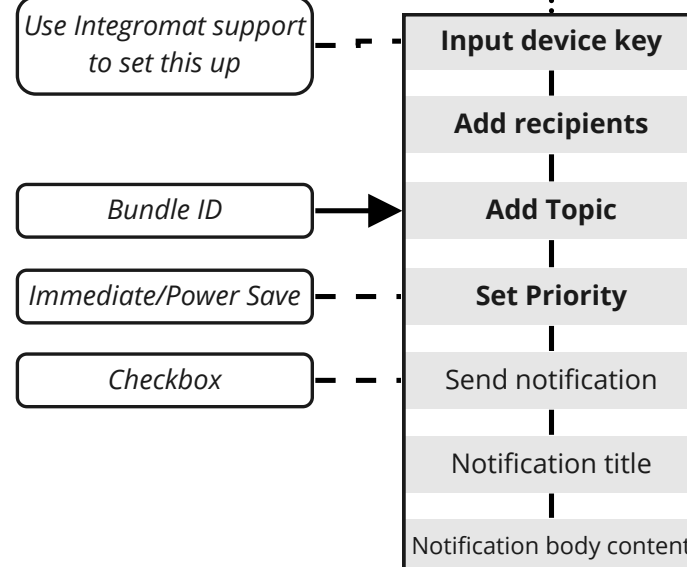 Use Integromat support
to set this up
Input device key
Add recipients
Bundle ID
Add Topic
Immediate/Power Save
Set Priority
Checkbox
Send notification
Notification title
Notification body content